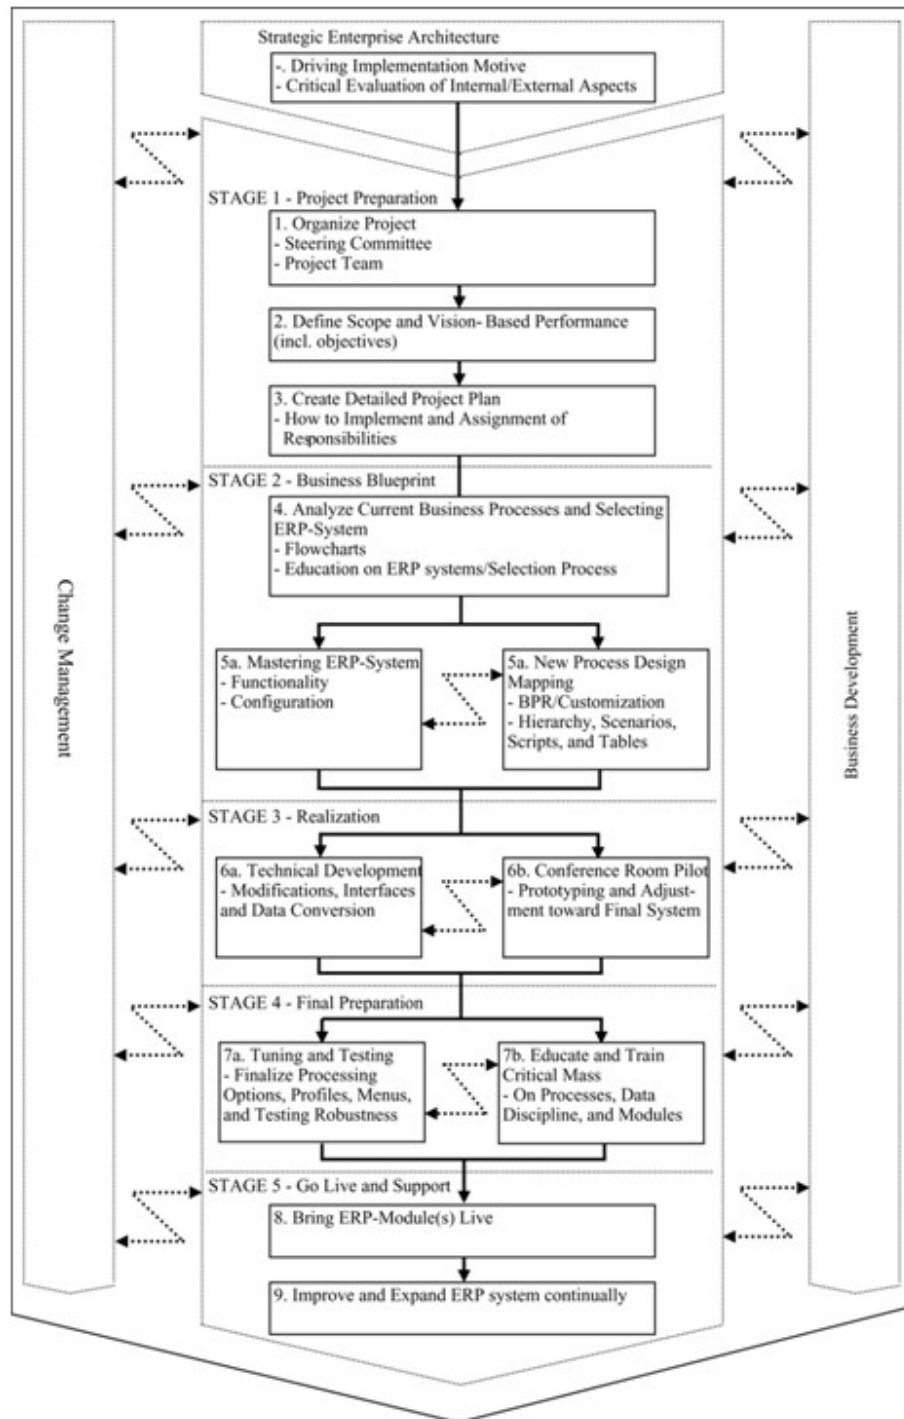 Strategic Enterprise Architecture
-. Driving Implementation Motive
- Critical Evaluation of Internal/External Aspects
STAGE 1 - Project Preparation
1. Organize Project
- Steering Committee
- Project Team
2. Define Scope and Vision- Based Performance
(incl. objectives)
3. Create Detailed Project Plan
- How to Implement and Assignment of
Responsibilities
STAGE 2 - Business Blueprint
4. Analyze Current Business Processes and Selecting
ERP-System
- Flowcharts
- Education on ERP systems/Selection Process
5a. Mastering ERP-System
- Functionality
- Configuration
5a. New Process Design
Mapping
- BPR/Customization
- Hierarchy, Scenarios,
Scripts, and Tables
STAGE 3 - Realization
6a. Technical Development
- Modifications, Interfaces
and Data Conversion
6b. Conference Room Pilot
- Prototyping and Adjust-
ment toward Final System
STAGE 4 - Final Preparation
7a. Tuning and Testing
- Finalize Processing
Options, Profiles, Menus,
and Testing Robustness
7b. Educate and Train
Critical Mass
- On Processes, Data
Discipline, and Modules
STAGE 5 - Go Live and Support
8. Bring ERP-Module(s) Live
9. Improve and Expand ERP system continually
Change Management
Business Development